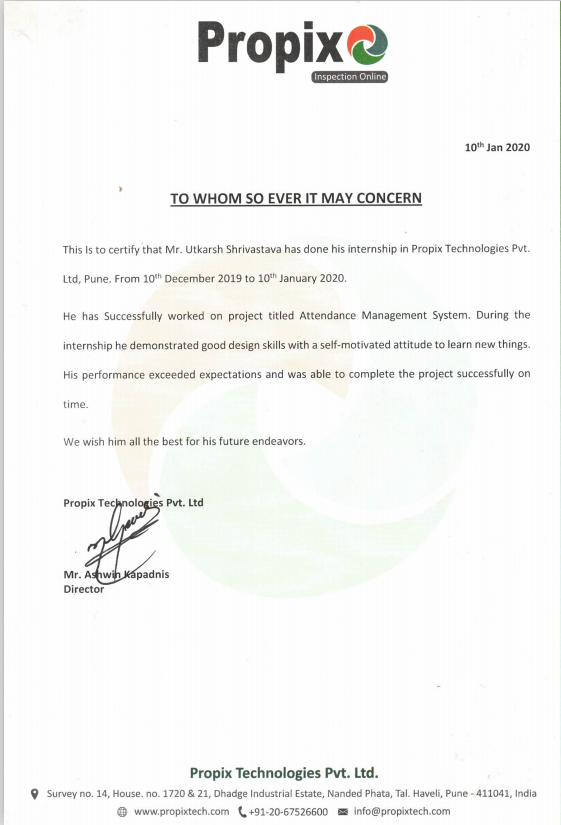 Propix
Inspection Online
10th Jan 2020
TO WHOM SO EVER IT MAY CONCERN
This Is to certify that Mr. Utkarsh Shrivastava has done his internship in Propix Technologies Pvt.
Ltd, Pune. From 10th December 2019 to 10th January 2020.
He has Successfully worked on project titled Attendance Management System. During the
internship he demonstrated good design skills with a self-motivated attitude to learn new things.
His performance exceeded expectations and was able to complete the project successfully on
time.
We wish him all the best for his future endeavors.
Propix Technologies Pvt. Ltd
Mr. Ashwin Kapadnis
Director
Propix Technologies Pvt. Ltd.
Survey no. 14, House. no. 1720 & 21, Dhadge Industrial Estate, Nanded Phata, Tal. Haveli, Pune - 411041, India
www.propixtech.com +91-20-67526600 info@propixtech.com